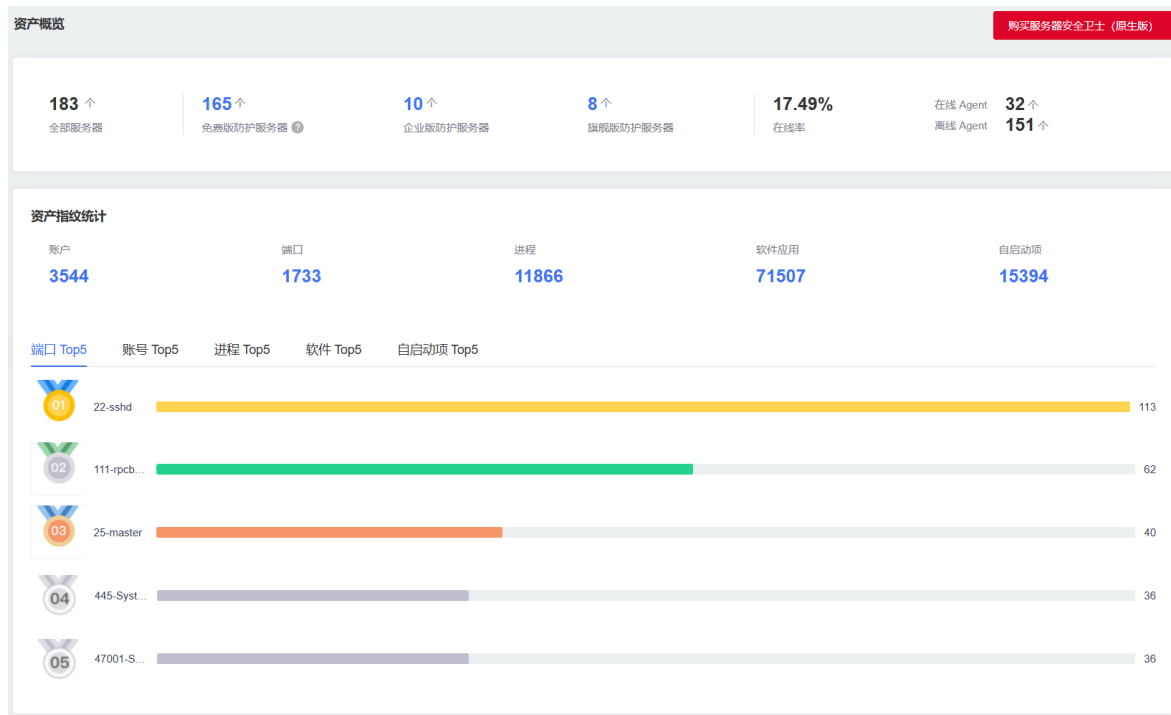 资产概览
购买服务器安全卫士（原生版）
183 个
165 个
10 个
8 个
17.49%
在线 Agent 32 个
全部服务器
免费版防护服务器 ?
企业版防护服务器
旗舰版防护服务器
在线率
离线 Agent 151 个
资产指纹统计
账户
端口
进程
软件应用
自启动项
3544
1733
11866
71507
15394
端口 Top5
账号 Top5
进程 Top5
软件 Top5
自启动项 Top5
01 22-sshd 113
02 111-rpcb... 62
03 25-master 40
04 445-Syst... 36
05 47001-S... 36